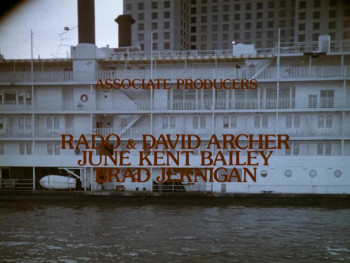 ASSOCIATE PRODUCERS
RADO & DAVID ARCHER
JUNE KENT BAILEY
BRAD JERNIGAN